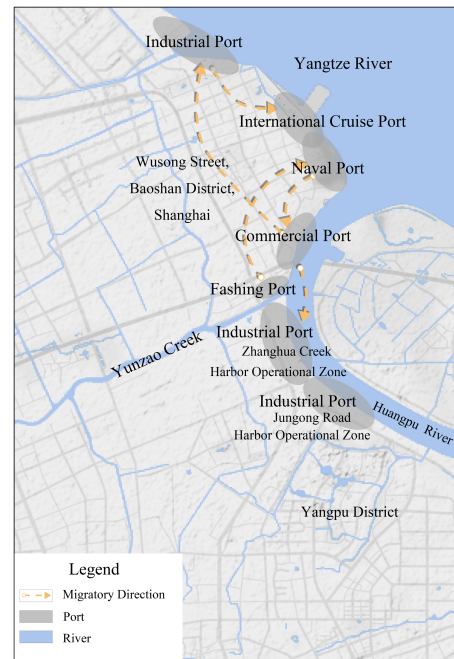 Industrial Port
Yangtze River
International Cruise Port
Wusong Street,
Baoshan District,
Shanghai
Naval Port
Commercial Port
Fashing Port
Industrial Port
Zhanghua Creek
Harbor Operational Zone
Yunzao Creek
Industrial Port
Jungong Road
Harbor Operational Zone
Huangpu River
Yangpu District
Legend
Migratory Direction
Port
River